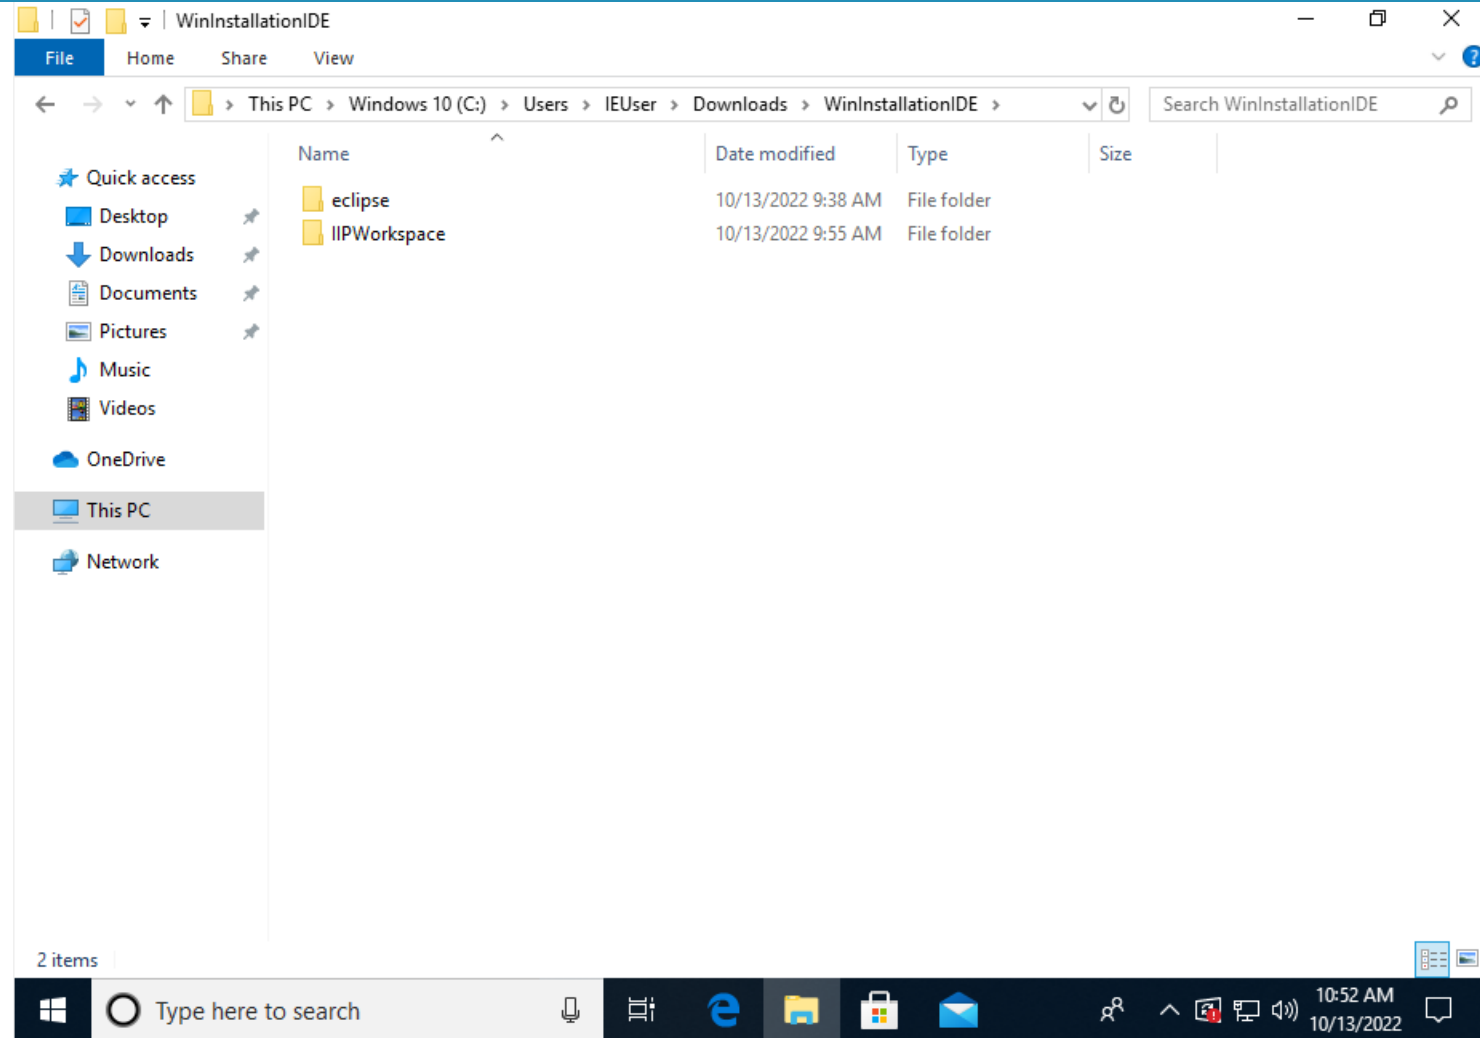 WinInstallationIDE
File Home Share View
This PC > Windows 10 (C:) > Users > IEUser > Downloads > WinInstallationIDE >
Search WinInstallationIDE
Name Date modified Type Size
Quick access
eclipse 10/13/2022 9:38 AM File folder
Desktop
IIPWorkspace 10/13/2022 9:55 AM File folder
Downloads
Documents
Pictures
Music
Videos
OneDrive
This PC
Network
2 items
Type here to search
10:52 AM
10/13/2022